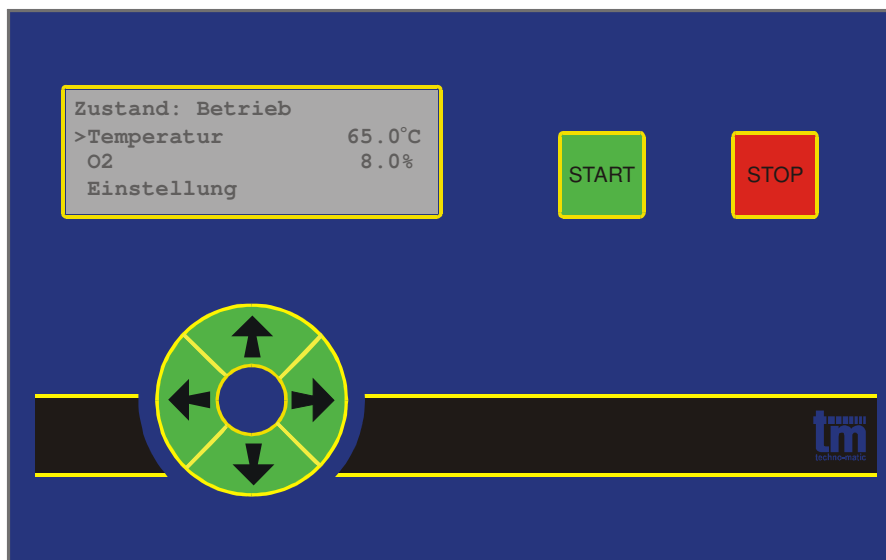 Zustand: Betrieb
>Temperatur 65.0°C
O2 8.0%
Einstellung
START
STOP
tm
techno-matic